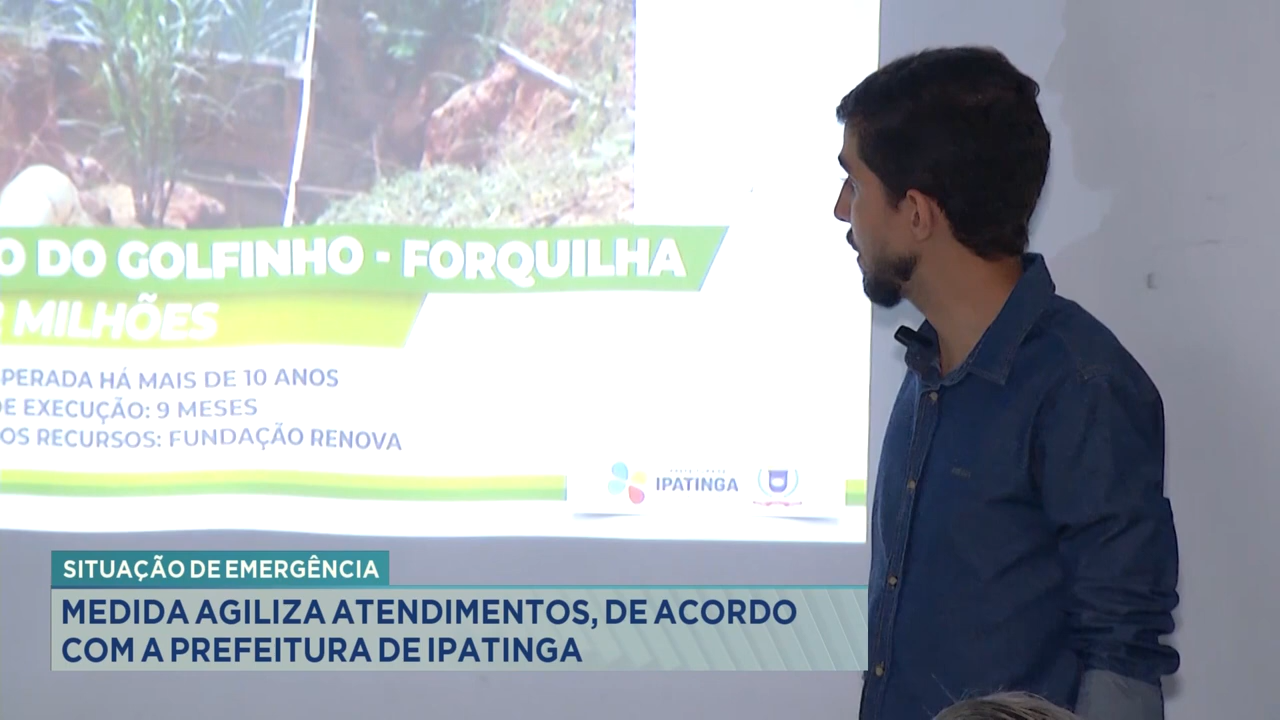 O DO GOLFINHO - FORQUILHA
MILHÕES
PERADA HÁ MAIS DE 10 ANOS
DE EXECUÇÃO: 9 MESES
OS RECURSOS: FUNDAÇÃO RENOVA
IPATINGA
SITUAÇÃO DE EMERGÊNCIA
MEDIDA AGILIZA ATENDIMENTOS, DE ACORDO
COM A PREFEITURA DE IPATINGA